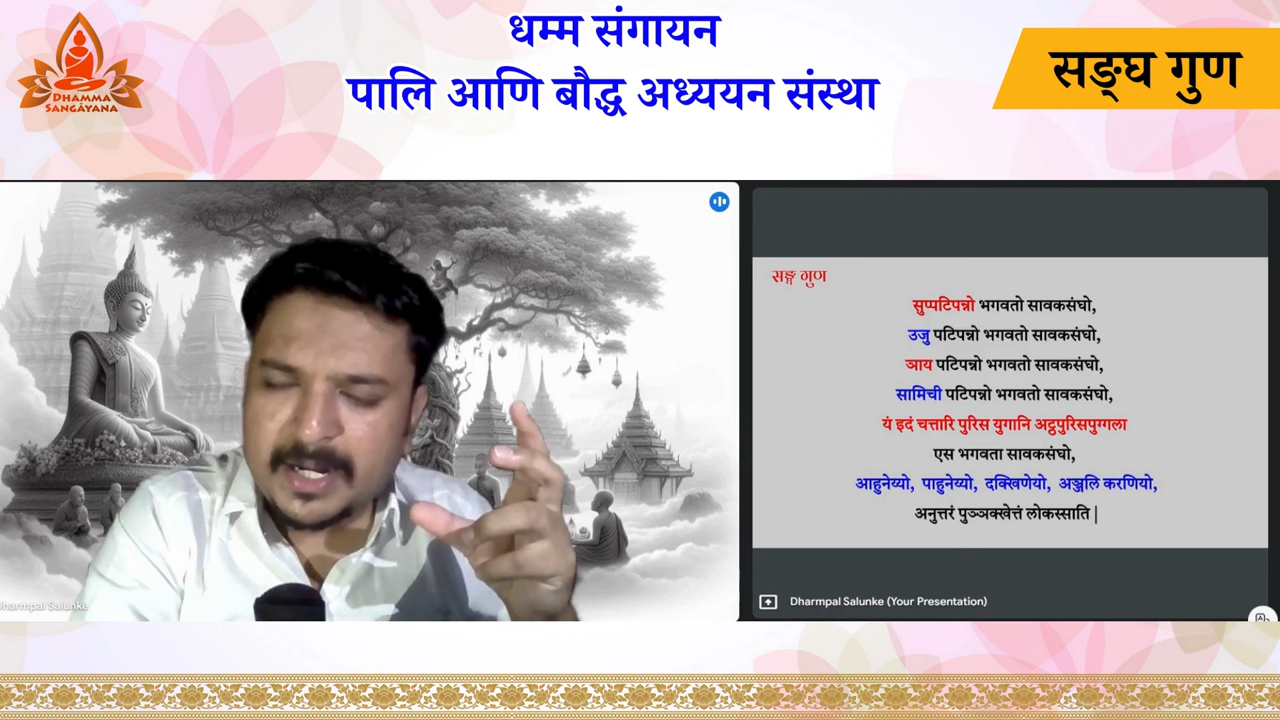 धम्म संगायन
पालि आणि बौद्ध अध्ययन संस्था
DHAMMA
SANGĀYANA
सङ्घ गुण
सङ्घ गुण
सुप्पटिपन्नो भगवतो सावकसंघो,
उजु पटिपन्नो भगवतो सावकसंघो,
ञाय पटिपन्नो भगवतो सावकसंघो,
सामिची पटिपन्नो भगवतो सावकसंघो,
यं इदं चत्तारि पुरिस युगानि अट्ठपुरिसपुग्गला
एस भगवता सावकसंघो,
आहुनेय्यो, पाहुनेय्यो, दक्खिणेयो, अञ्जलि करणियो,
अनुत्तरं पुञ्ञक्खेत्तं लोकस्साति |
Dharmpal Salunke
Dharmpal Salunke (Your Presentation)